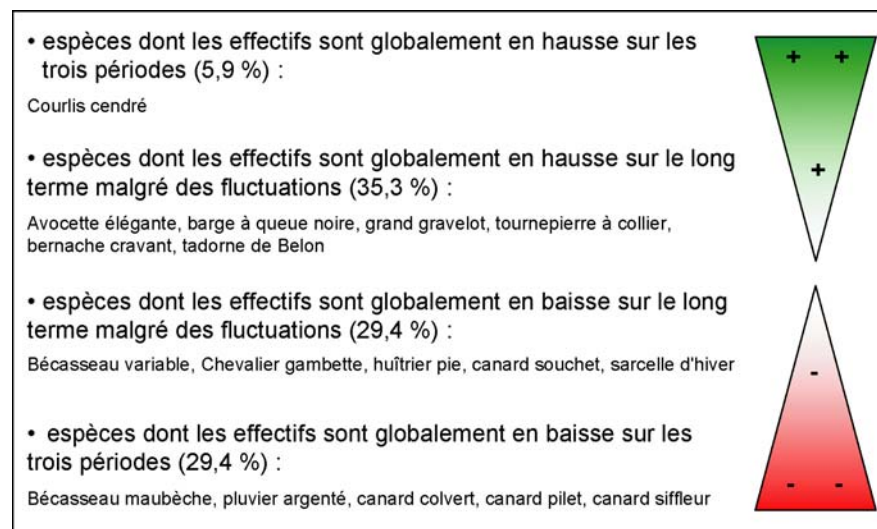 • espèces dont les effectifs sont globalement en hausse sur les
trois périodes (5,9 %) :
Courlis cendré
• espèces dont les effectifs sont globalement en hausse sur le long
terme malgré des fluctuations (35,3 %) :
Avocette élégante, barge à queue noire, grand gravelot, tournepierre à collier,
bernache cravant, tadorne de Belon
• espèces dont les effectifs sont globalement en baisse sur le long
terme malgré des fluctuations (29,4 %) :
Bécasseau variable, Chevalier gambette, huîtrier pie, canard souchet, sarcelle d'hiver
• espèces dont les effectifs sont globalement en baisse sur les
trois périodes (29,4 %) :
Bécasseau maubèche, pluvier argenté, canard colvert, canard pilet, canard siffleur
+ +
+
-
- -